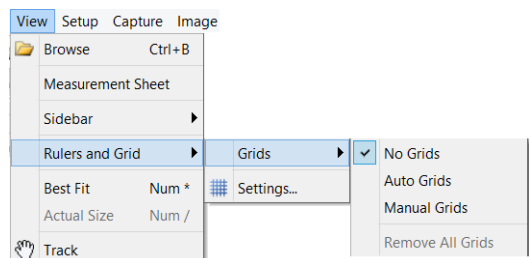 View Setup Capture Image
Browse Ctrl+B
Measurement Sheet
Sidebar
Rulers and Grid Grids No Grids
Auto Grids
Best Fit Num * Settings...
Manual Grids
Actual Size Num /
Remove All Grids
Track